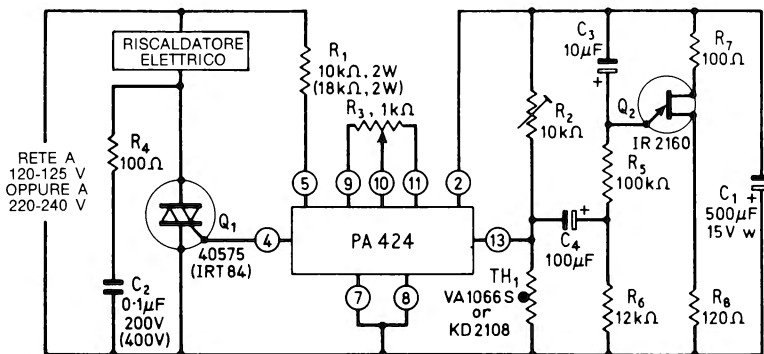 RISCALDATORE
ELETTRICO
RETE A
120-125 V
OPPURE A
220-240 V
R4
100Ω
C2
0·1µF
200V
(400V)
Q1
40575
(IRT 84)
R1
10kΩ, 2W
(18kΩ, 2W)
R3, 1kΩ
5
9
10
11
2
4
PA 424
13
7
8
R2
10kΩ
TH1
VA1066S
or
KD2108
C3
10µF
+
Q2
IR 2160
R5
100kΩ
+
C4
100µF
R6
12kΩ
R7
100Ω
R8
120Ω
C1 +
500µF
15V w